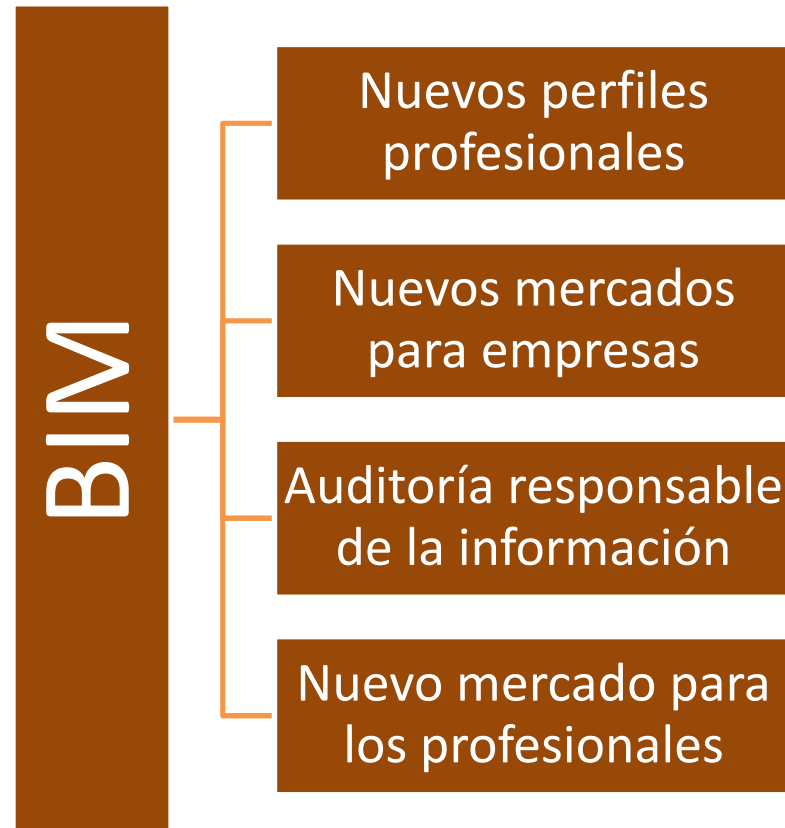 BIM
Nuevos perfiles
profesionales
Nuevos mercados
para empresas
Auditoría responsable
de la información
Nuevo mercado para
los profesionales